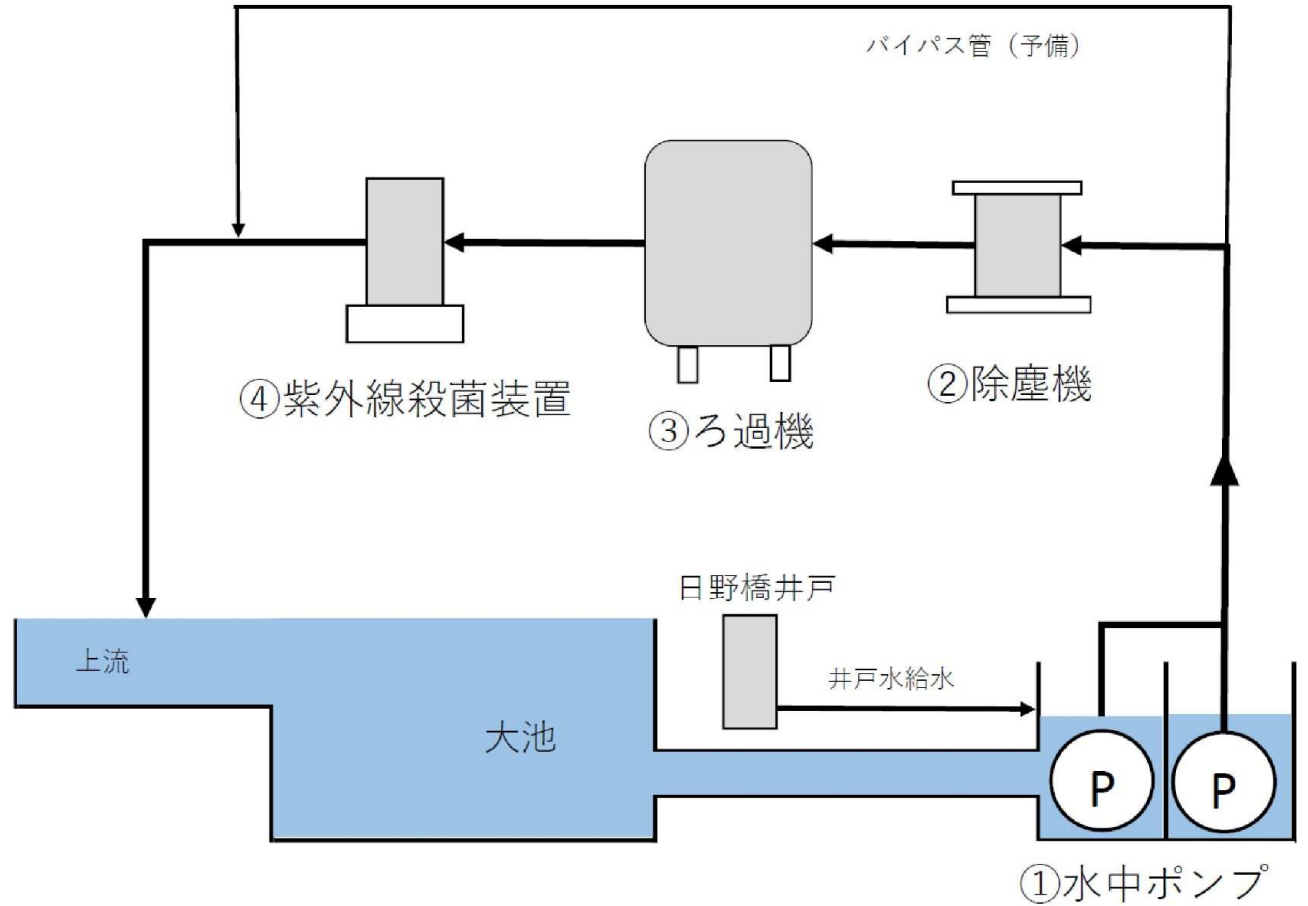 バイパス管（予備）
④紫外線殺菌装置
③ろ過機
②除塵機
日野橋井戸
上流
井戸水給水
大池
P
P
①水中ポンプ